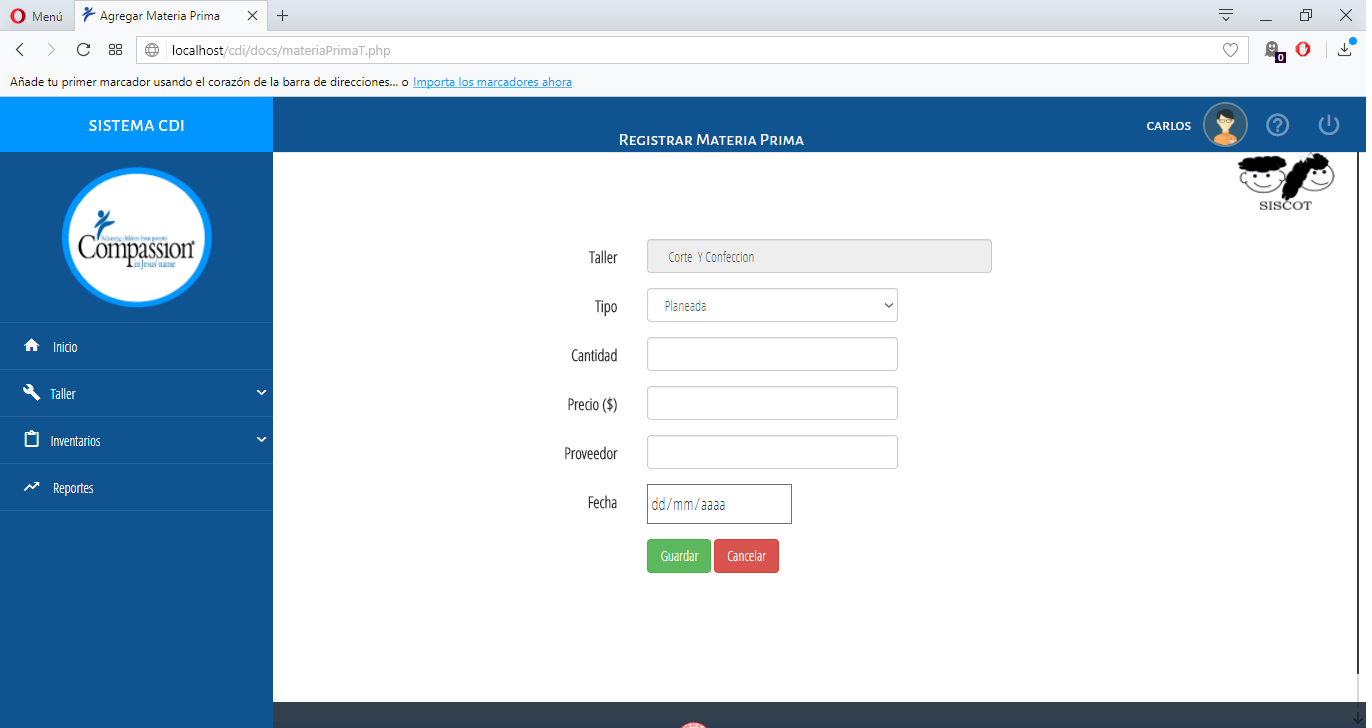 Menú
Agregar Materia Prima
localhost/cdi/docs/materiaPrimaT.php
0
Añade tu primer marcador usando el corazón de la barra de direcciones... o Importa los marcadores ahora
SISTEMA CDI
Registrar Materia Prima
CARLOS
?
Releasing children from poverty
Compassion®
in Jesus' name
SISCOT
Taller Corte Y Confeccion
Tipo Planeada
Cantidad
Precio ($)
Proveedor
Fecha dd/mm/aaaa
Guardar Cancelar
Inicio
Taller
Inventarios
Reportes